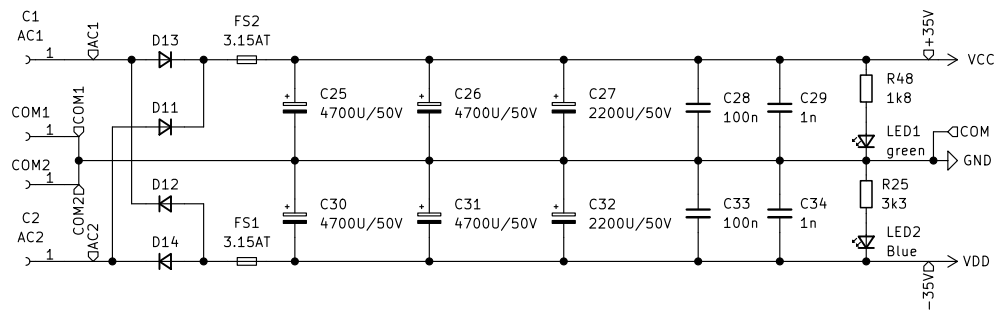 C1
AC1
1
AC1
D13
FS2
3.15AT
+35V
VCC
COM1
1
COM1
D11
+
C25
4700U/50V
+
C26
4700U/50V
+
C27
2200U/50V
C28
100n
C29
1n
R48
1k8
LED1
green
COM
GND
COM2
1
COM2
D12
C2
AC2
1
AC2
D14
FS1
3.15AT
+
C30
4700U/50V
+
C31
4700U/50V
+
C32
2200U/50V
C33
100n
C34
1n
R25
3k3
LED2
Blue
VDD
-35V